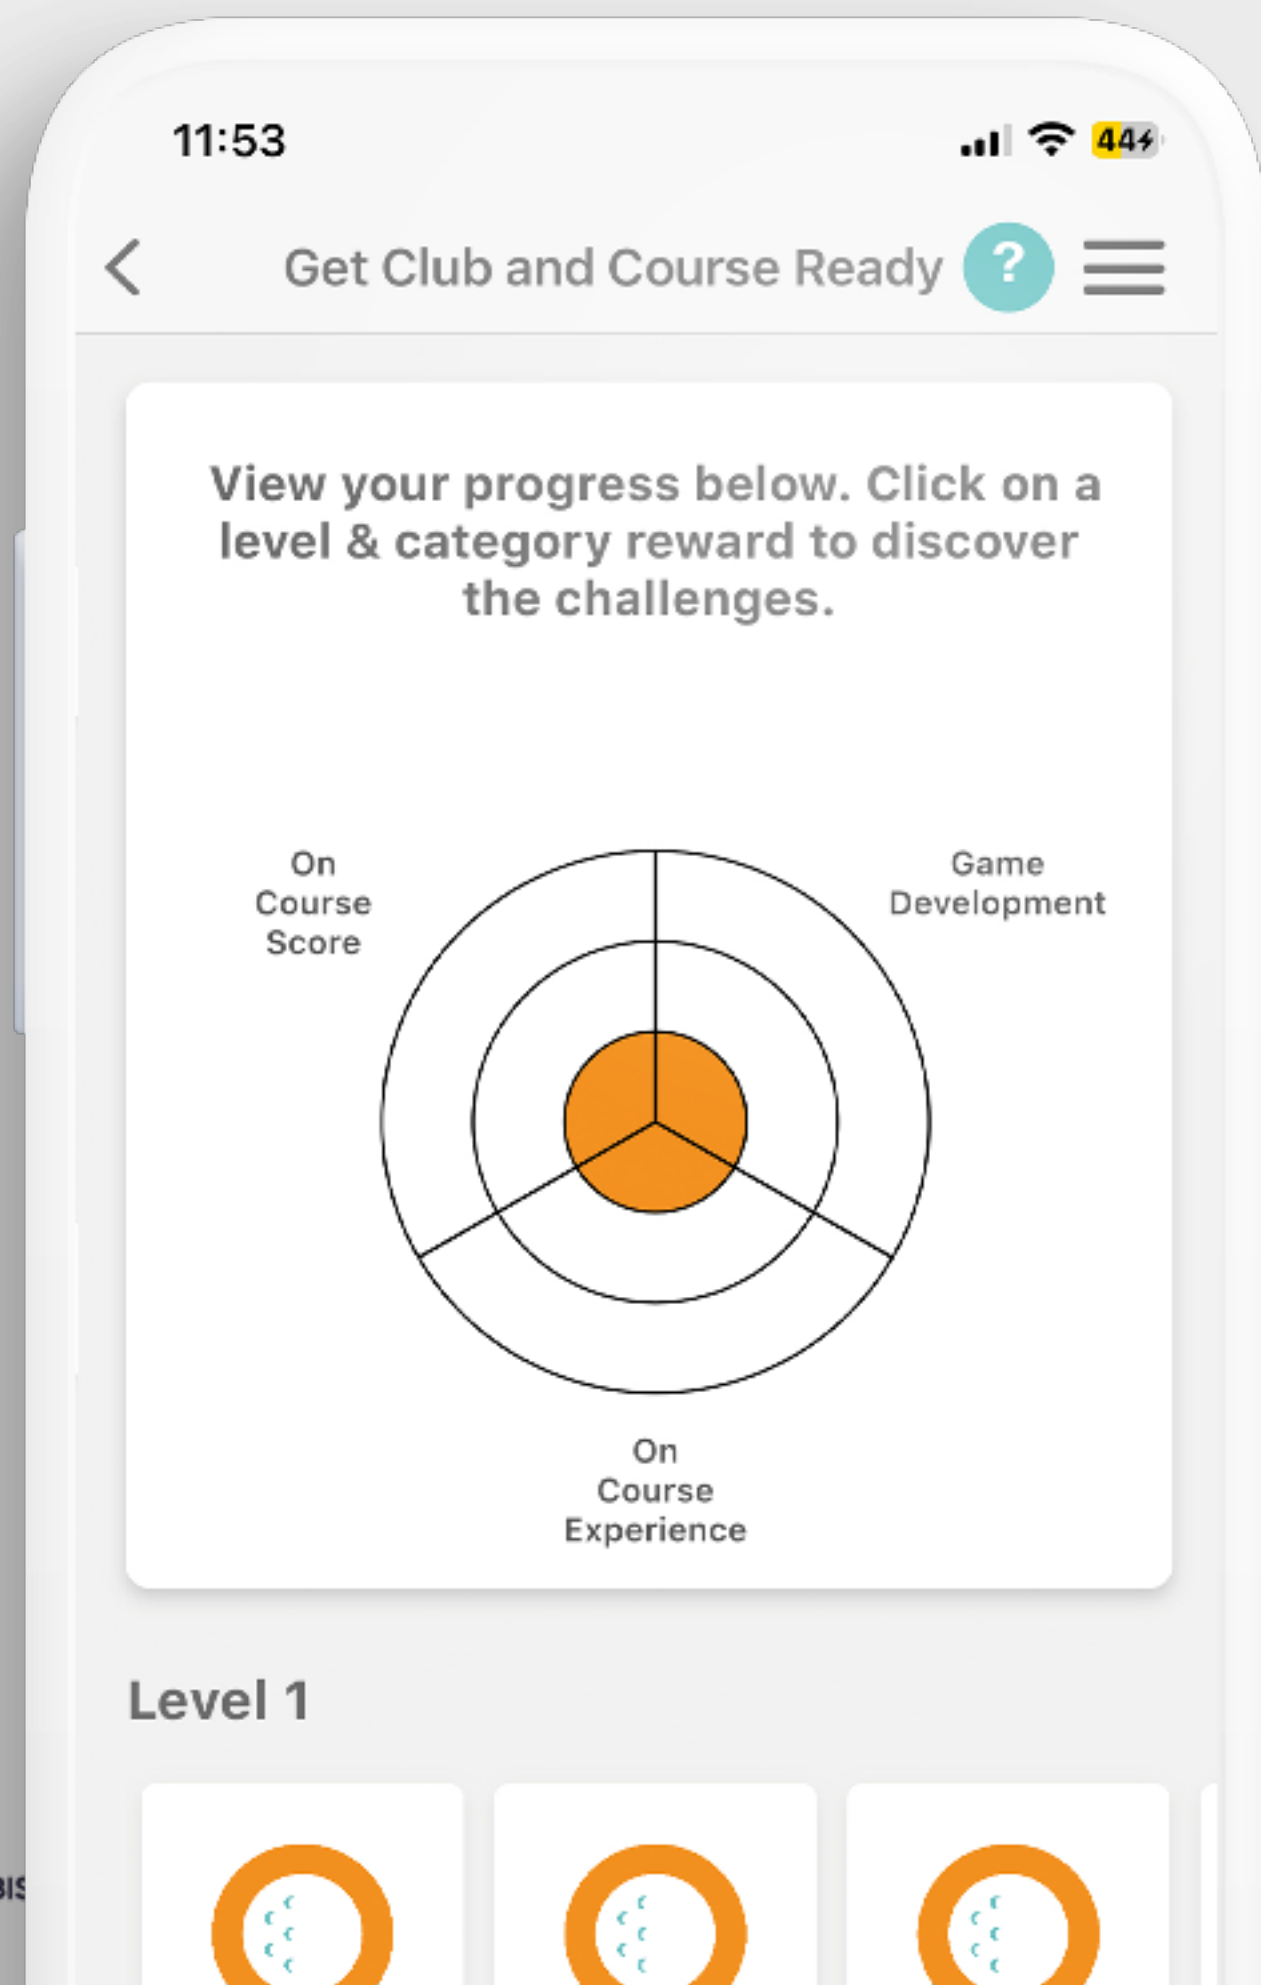 11:53
44
Get Club and Course Ready
?
View your progress below. Click on a
level & category reward to discover
the challenges.
On
Course
Score
Game
Development
On
Course
Experience
Level 1